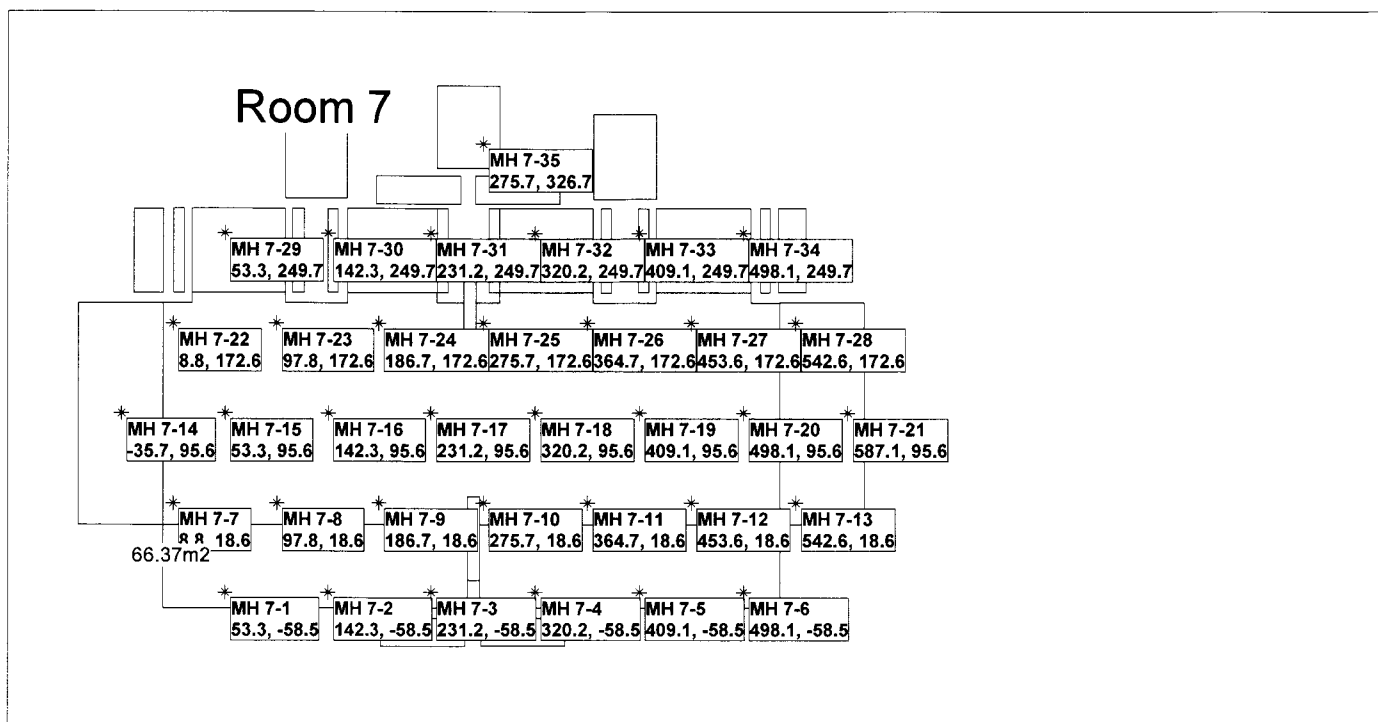 Room 7
MH 7-35
275.7, 326.7
MH 7-29
53.3, 249.7
MH 7-30
142.3, 249.7
MH 7-31
231.2, 249.7
MH 7-32
320.2, 249.7
MH 7-33
409.1, 249.7
MH 7-34
498.1, 249.7
MH 7-22
8.8, 172.6
MH 7-23
97.8, 172.6
MH 7-24
186.7, 172.6
MH 7-25
275.7, 172.6
MH 7-26
364.7, 172.6
MH 7-27
453.6, 172.6
MH 7-28
542.6, 172.6
MH 7-14
-35.7, 95.6
MH 7-15
53.3, 95.6
MH 7-16
142.3, 95.6
MH 7-17
231.2, 95.6
MH 7-18
320.2, 95.6
MH 7-19
409.1, 95.6
MH 7-20
498.1, 95.6
MH 7-21
587.1, 95.6
MH 7-7
8.8, 18.6
MH 7-8
97.8, 18.6
MH 7-9
186.7, 18.6
MH 7-10
275.7, 18.6
MH 7-11
364.7, 18.6
MH 7-12
453.6, 18.6
MH 7-13
542.6, 18.6
66.37m2
MH 7-1
53.3, -58.5
MH 7-2
142.3, -58.5
MH 7-3
231.2, -58.5
MH 7-4
320.2, -58.5
MH 7-5
409.1, -58.5
MH 7-6
498.1, -58.5